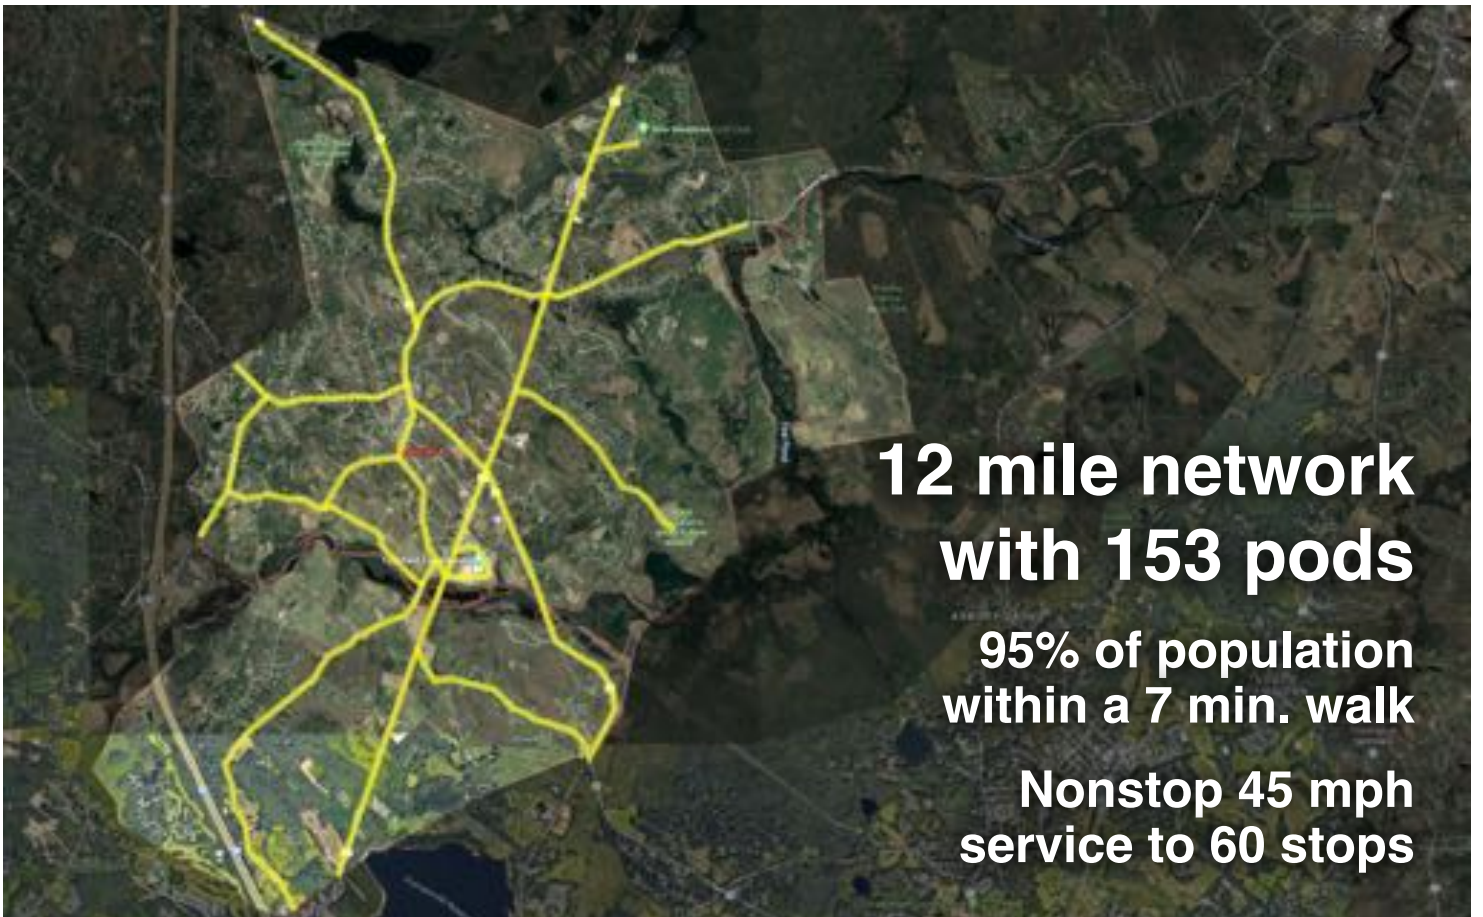 12 mile network
with 153 pods
95% of population
within a 7 min. walk
Nonstop 45 mph
service to 60 stops